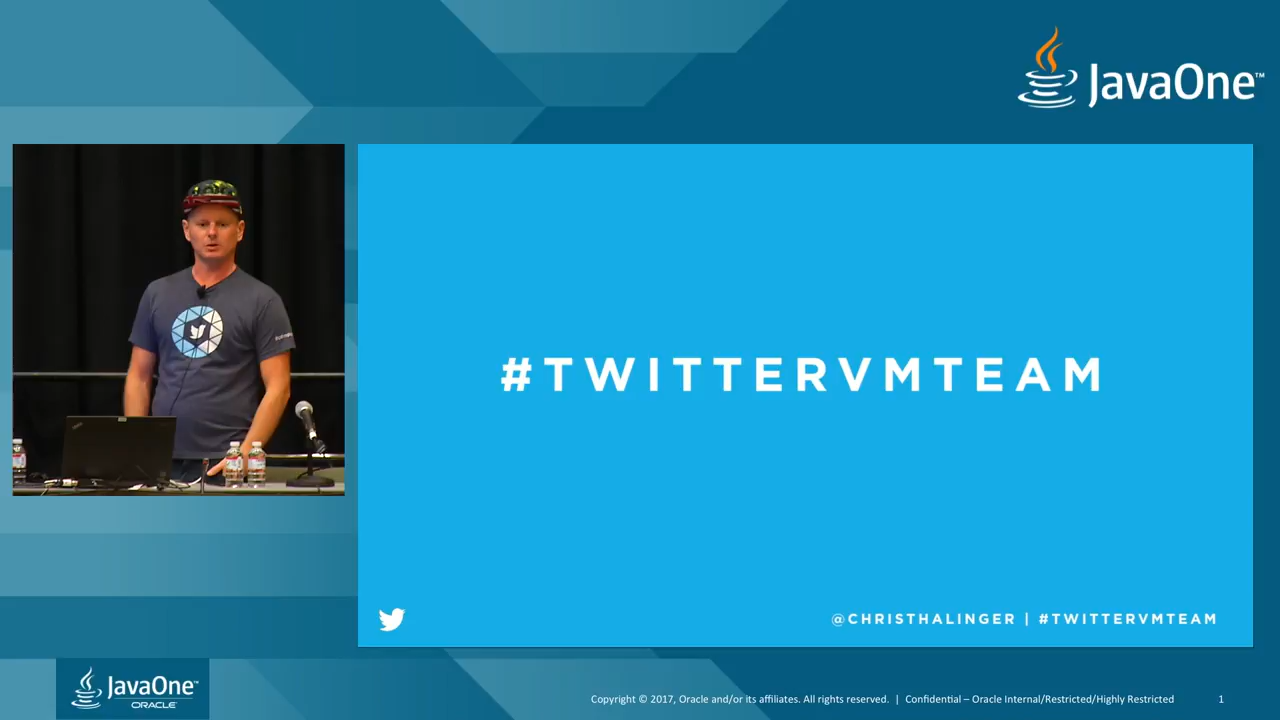 JavaOne™
#TWITTERVMTEAM
@CHRISTHALINGER | #TWITTERVMTEAM
JavaOne™
ORACLE
Copyright © 2017, Oracle and/or its affiliates. All rights reserved. | Confidential – Oracle Internal/Restricted/Highly Restricted 1